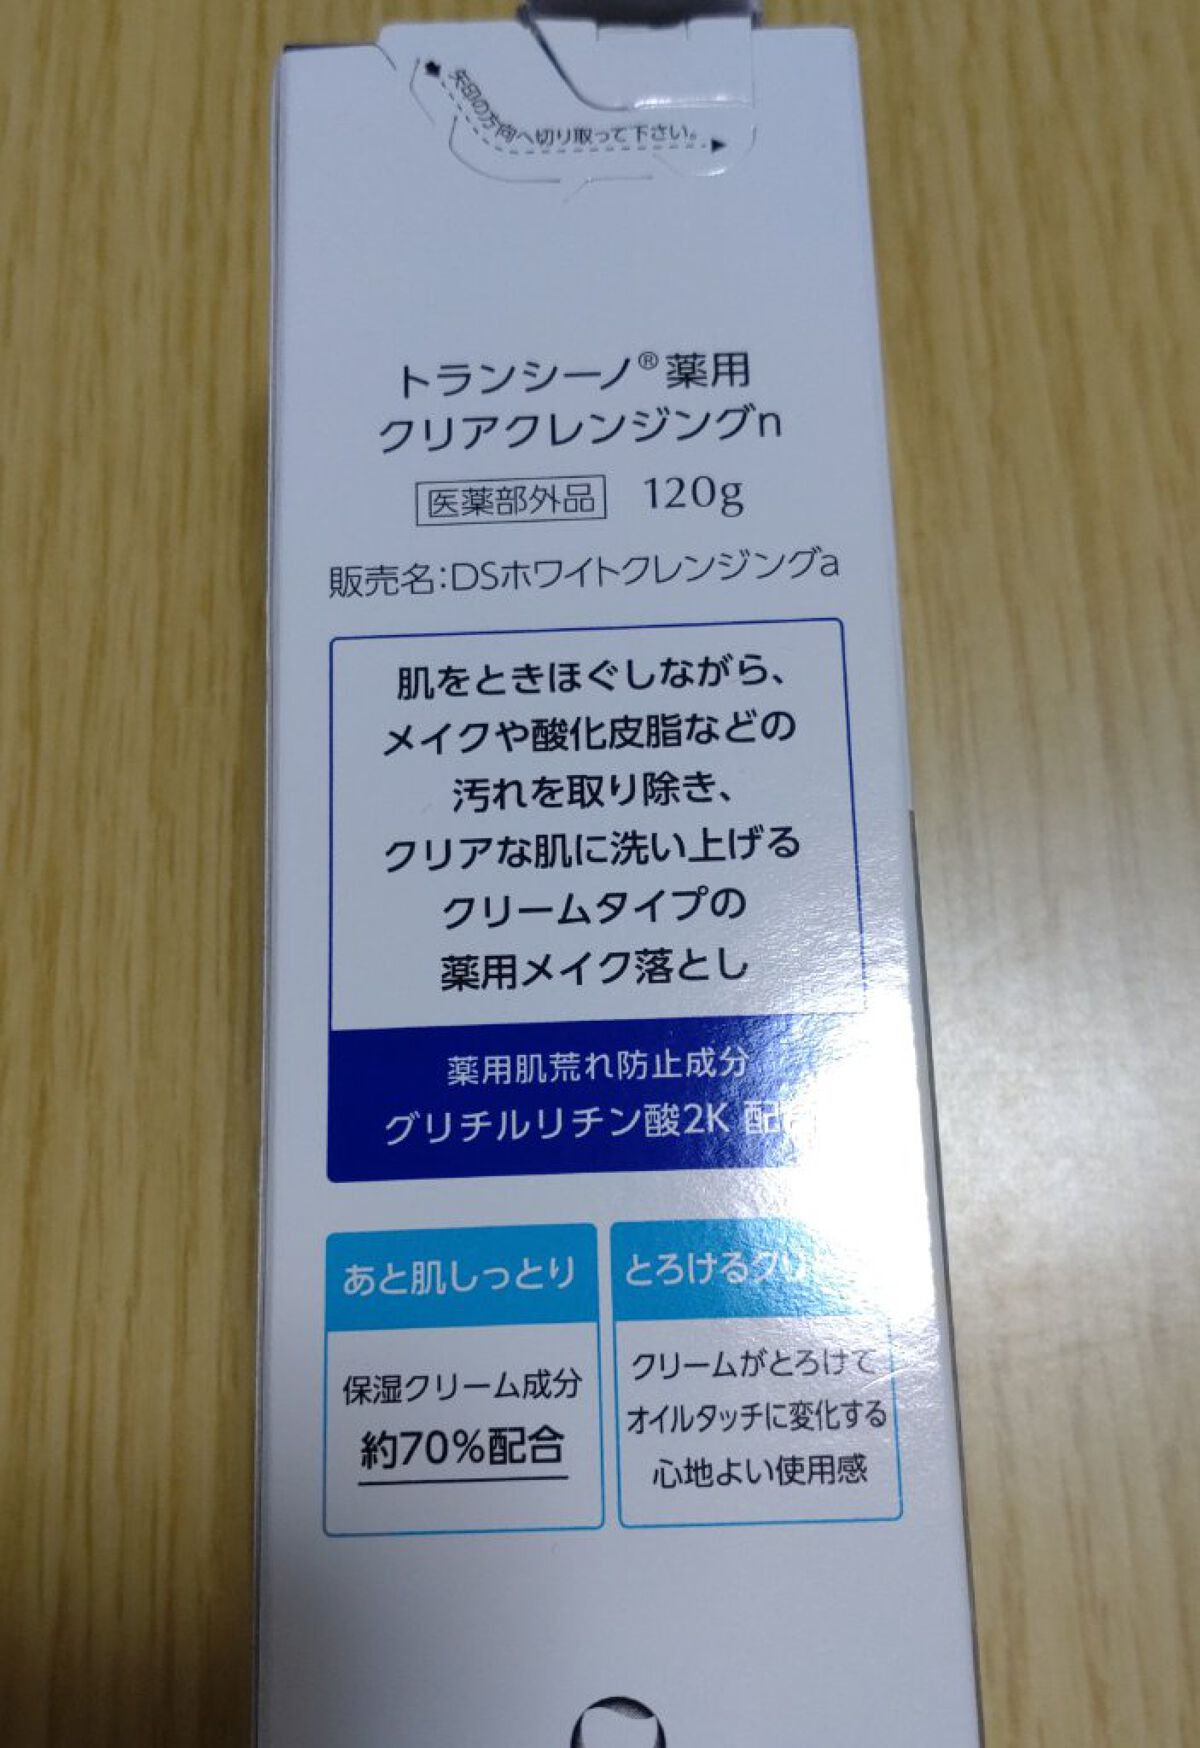 矢印の方向へ切り取って下さい。
トランシーノ®薬用
クリアクレンジングn
医薬部外品 120g
販売名:DSホワイトクレンジングa
肌をときほぐしながら、
メイクや酸化皮脂などの
汚れを取り除き、
クリアな肌に洗い上げる
クリームタイプの
薬用メイク落とし
薬用肌荒れ防止成分
グリチルリチン酸2K 配合
あと肌しっとり
保湿クリーム成分
約70%配合
とろけるクリ
クリームがとろけて
オイルタッチに変化する
心地よい使用感